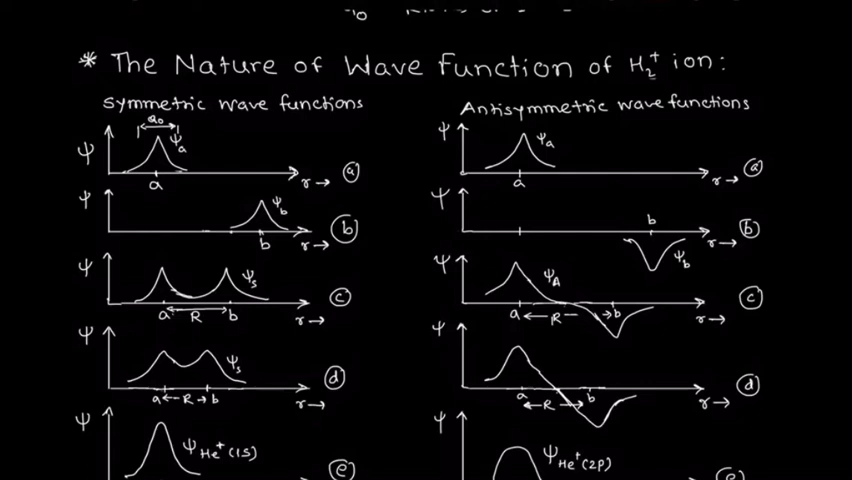 * The Nature of Wave Function of H₂⁺ ion:
Symmetric wave functions
a₀
ψ ψa a r→ (a)
ψ ψb b r→ (b)
ψ ψs a R b r→ (c)
ψ ψs a ←R→ b r→ (d)
ψ ψHe⁺(1S) (e)
Antisymmetric wave functions
ψ ψa a r→ (a)
ψ b ψb r→ (b)
ψ ψA a ←R→ b r→ (c)
ψ a ←R→ b r→ (d)
ψ ψHe⁺(2p) (e)